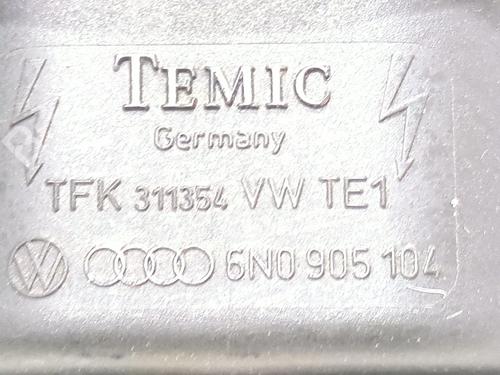 TEMIC
Germany
TFK 311354 VW TE1
6N0 905 104